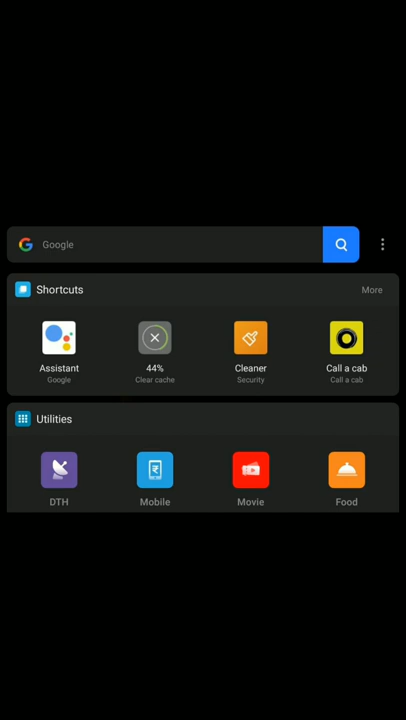 Google
Shortcuts More
Assistant 44% Cleaner Call a cab
Google Clear cache Security Call a cab
Utilities
DTH Mobile Movie Food